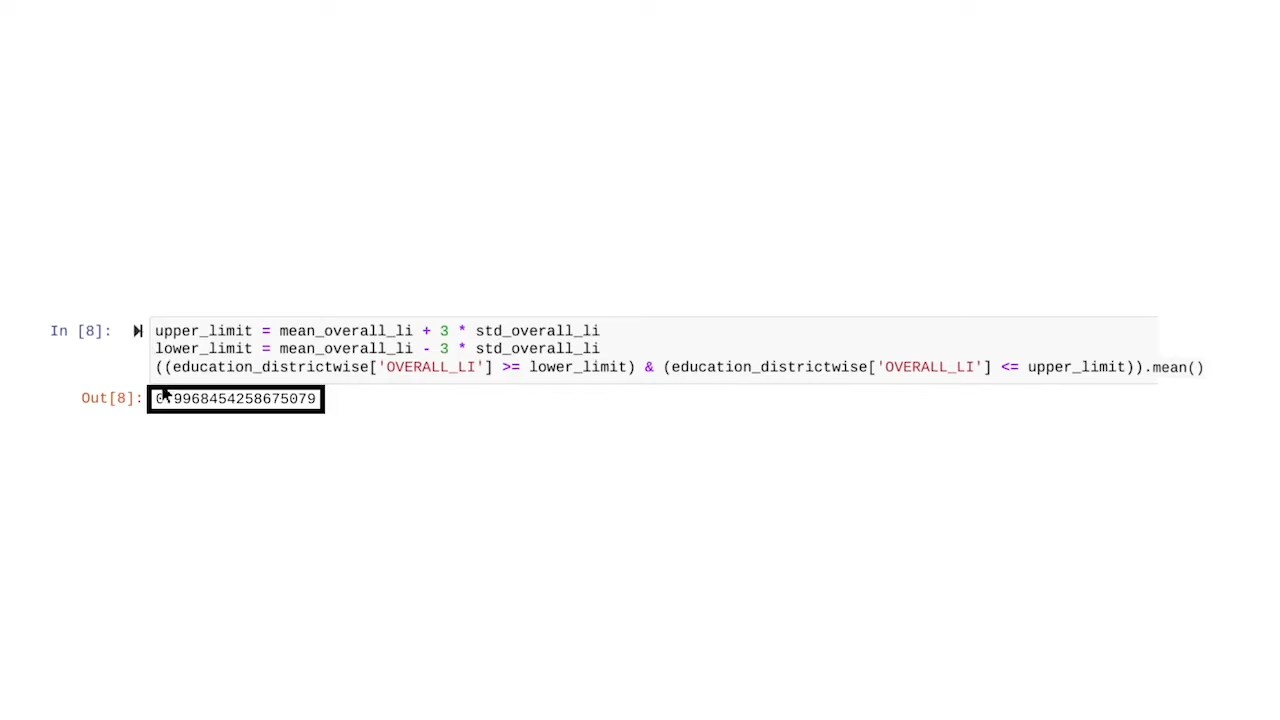 In [8]:
upper_limit = mean_overall_li + 3 * std_overall_li
lower_limit = mean_overall_li - 3 * std_overall_li
((education_districtwise['OVERALL_LI'] >= lower_limit) & (education_districtwise['OVERALL_LI'] <= upper_limit)).mean()
Out[8]: 0.9968454258675079